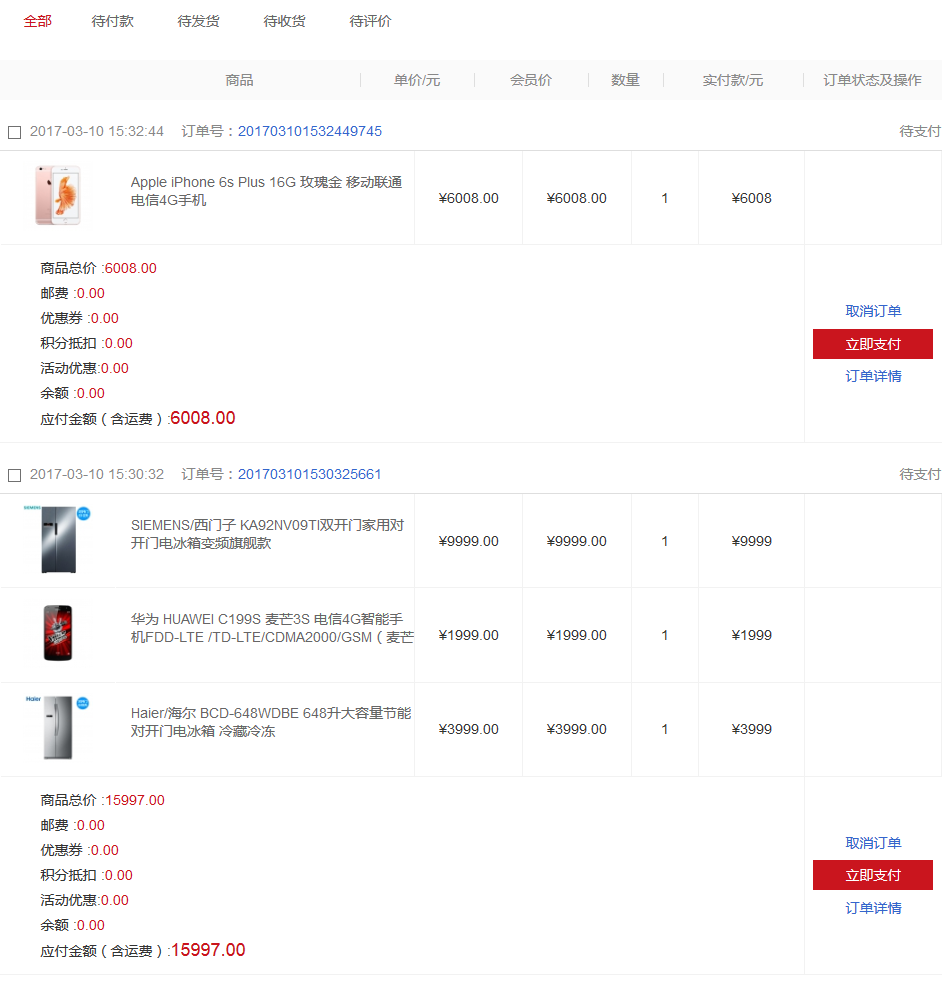 全部 待付款 待发货 待收货 待评价
商品 单价/元 会员价 数量 实付款/元 订单状态及操作
2017-03-10 15:32:44 订单号：201703101532449745 待支付
Apple iPhone 6s Plus 16G 玫瑰金 移动联通
电信4G手机
¥6008.00 ¥6008.00 1 ¥6008
商品总价 :6008.00
邮费 :0.00
优惠券 :0.00
积分抵扣 :0.00
活动优惠:0.00
余额 :0.00
应付金额（含运费）:6008.00
取消订单
立即支付
订单详情
2017-03-10 15:30:32 订单号：201703101530325661 待支付
SIEMENS
SIEMENS/西门子 KA92NV09TI双开门家用对
开门电冰箱变频旗舰款
¥9999.00 ¥9999.00 1 ¥9999
华为 HUAWEI C199S 麦芒3S 电信4G智能手
机FDD-LTE /TD-LTE/CDMA2000/GSM（麦芒
¥1999.00 ¥1999.00 1 ¥1999
Haier
Haier/海尔 BCD-648WDBE 648升大容量节能
对开门电冰箱 冷藏冷冻
¥3999.00 ¥3999.00 1 ¥3999
商品总价 :15997.00
邮费 :0.00
优惠券 :0.00
积分抵扣 :0.00
活动优惠:0.00
余额 :0.00
应付金额（含运费）:15997.00
取消订单
立即支付
订单详情